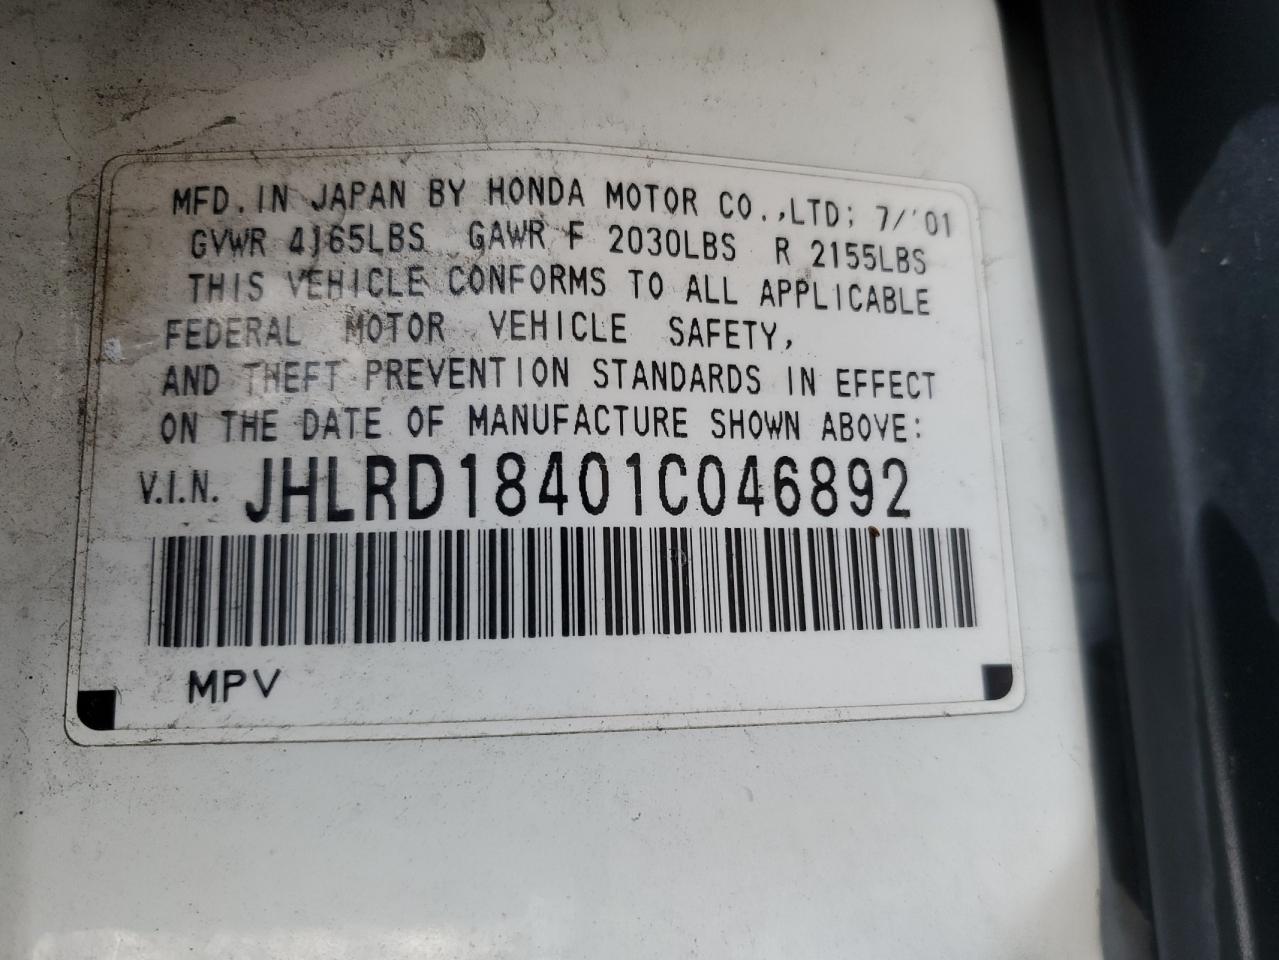 MFD. IN JAPAN BY HONDA MOTOR CO.,LTD; 7/'01
GVWR 4165LBS GAWR F 2030LBS R 2155LBS
THIS VEHICLE CONFORMS TO ALL APPLICABLE
FEDERAL MOTOR VEHICLE SAFETY,
AND THEFT PREVENTION STANDARDS IN EFFECT
ON THE DATE OF MANUFACTURE SHOWN ABOVE:
V.I.N. JHLRD18401C046892
MPV